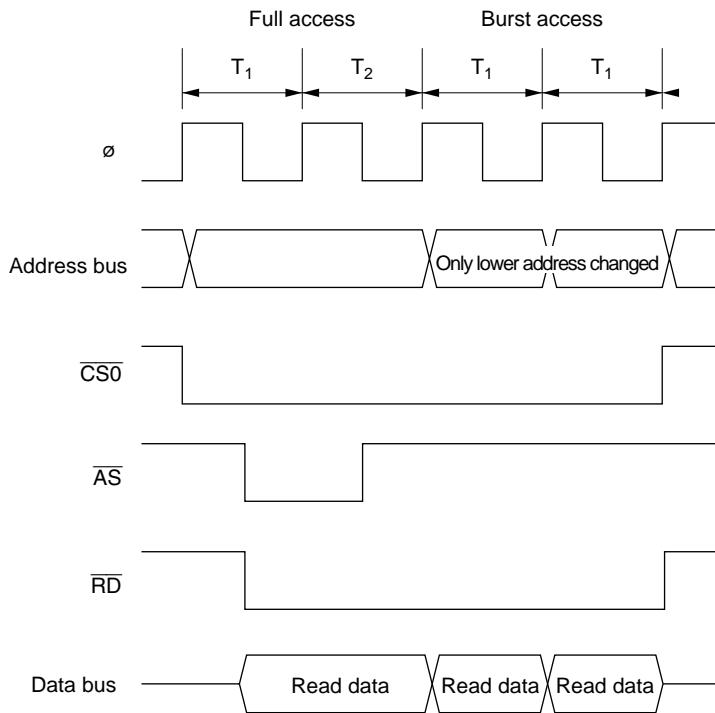 Full access Burst access
T1 T2 T1 T1
ø
Address bus Only lower address changed
CS0
AS
RD
Data bus Read data Read data Read data